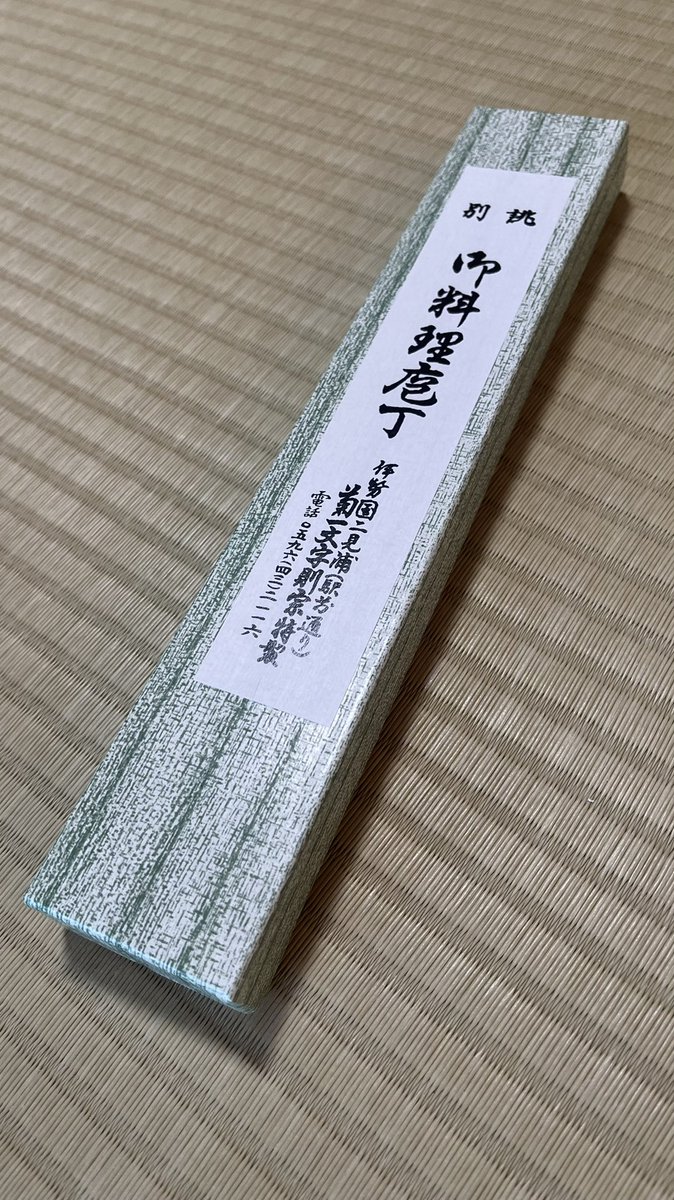 別誂
御料理庖丁
伊勢国二見浦(駅前通り)
菊一文字則宗特製
電話〇五九六(四三)二一一六